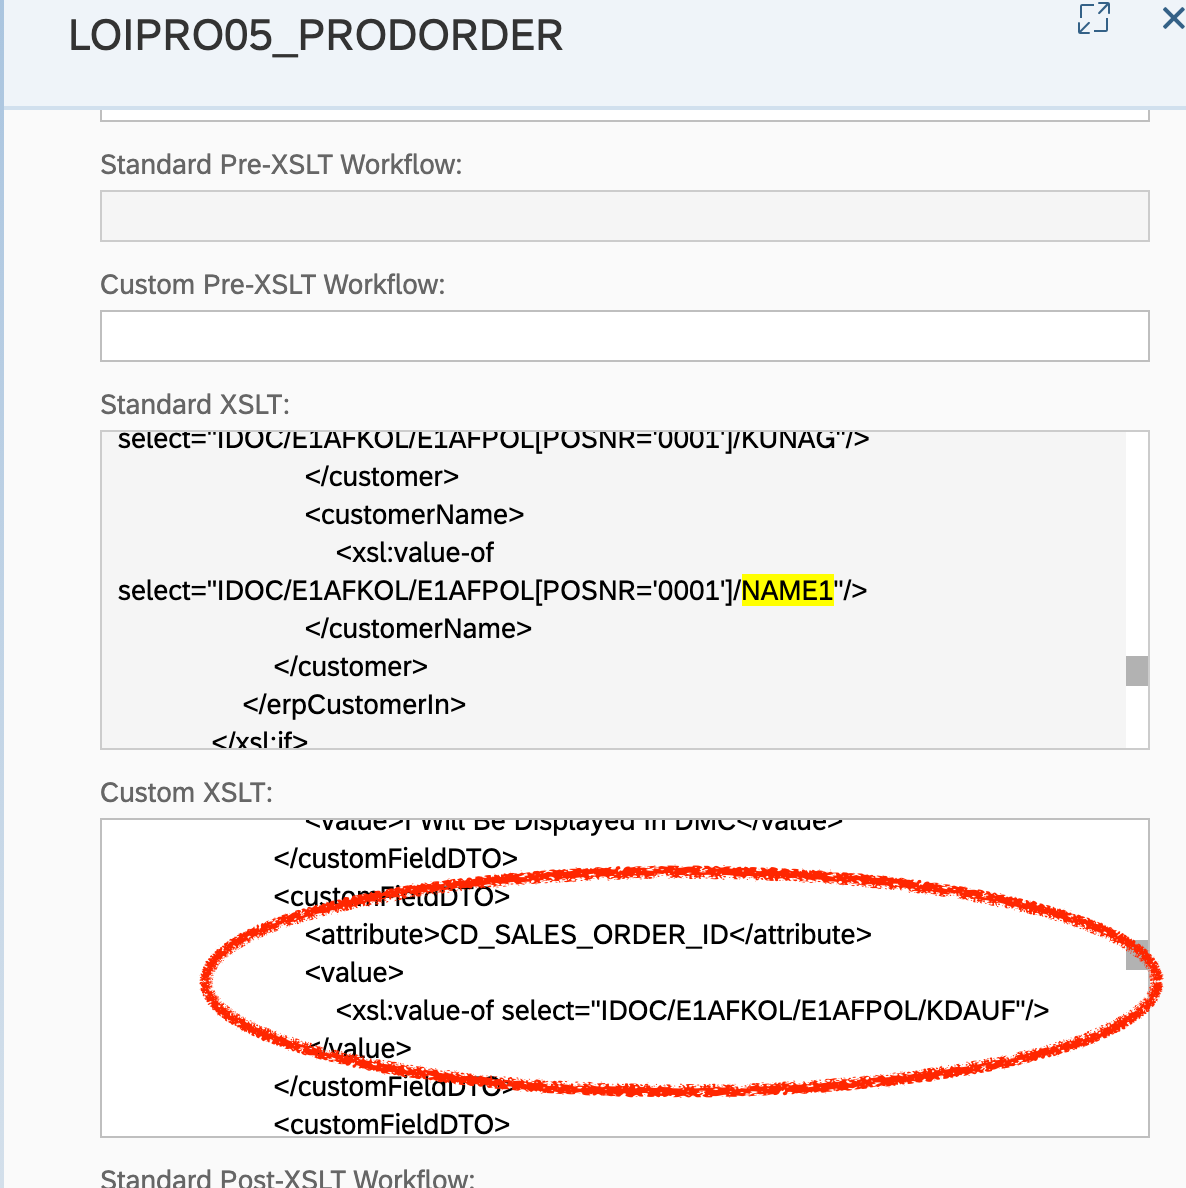 LOIPRO05_PRODORDER
Standard Pre-XSLT Workflow:
Custom Pre-XSLT Workflow:
Standard XSLT:
select="IDOC/E1AFKOL/E1AFPOL[POSNR='0001']/KUNAG"/>
</customer>
<customerName>
<xsl:value-of
select="IDOC/E1AFKOL/E1AFPOL[POSNR='0001']/NAME1"/>
</customerName>
</customer>
</erpCustomerIn>
</xsl:if>
Custom XSLT:
<value>I Will Be Displayed In DMC</value>
</customFieldDTO>
<customFieldDTO>
<attribute>CD_SALES_ORDER_ID</attribute>
<value>
<xsl:value-of select="IDOC/E1AFKOL/E1AFPOL/KDAUF"/>
</value>
</customFieldDTO>
<customFieldDTO>
Standard Post-XSLT Workflow: